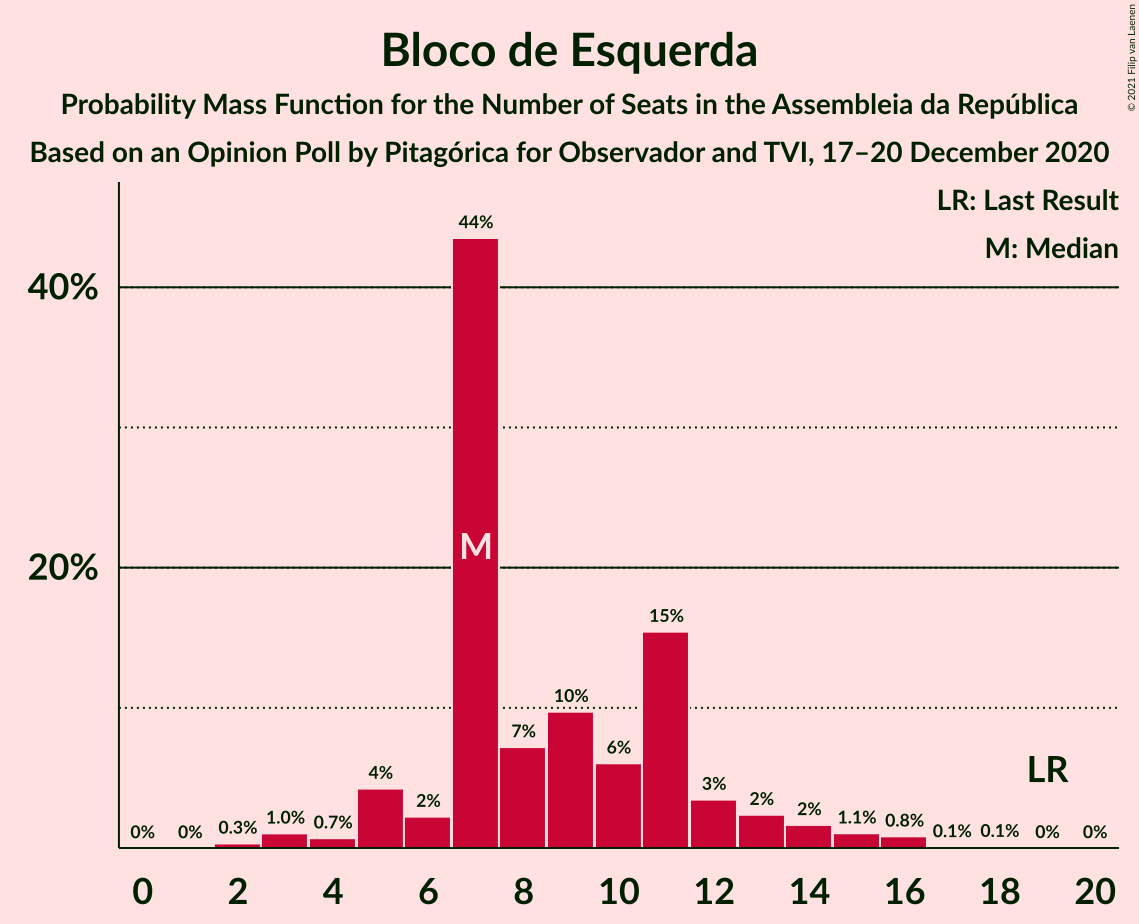 Bloco de Esquerda
Probability Mass Function for the Number of Seats in the Assembleia da República
Based on an Opinion Poll by Pitagórica for Observador and TVI, 17–20 December 2020
© 2021 Filip van Laenen
LR: Last Result
M: Median
40%
20%
0%
0%
0.3%
1.0%
0.7%
4%
2%
44%
M
7%
10%
6%
15%
3%
2%
2%
1.1%
0.8%
0.1%
0.1%
0%
0%
LR
0 2 4 6 8 10 12 14 16 18 20